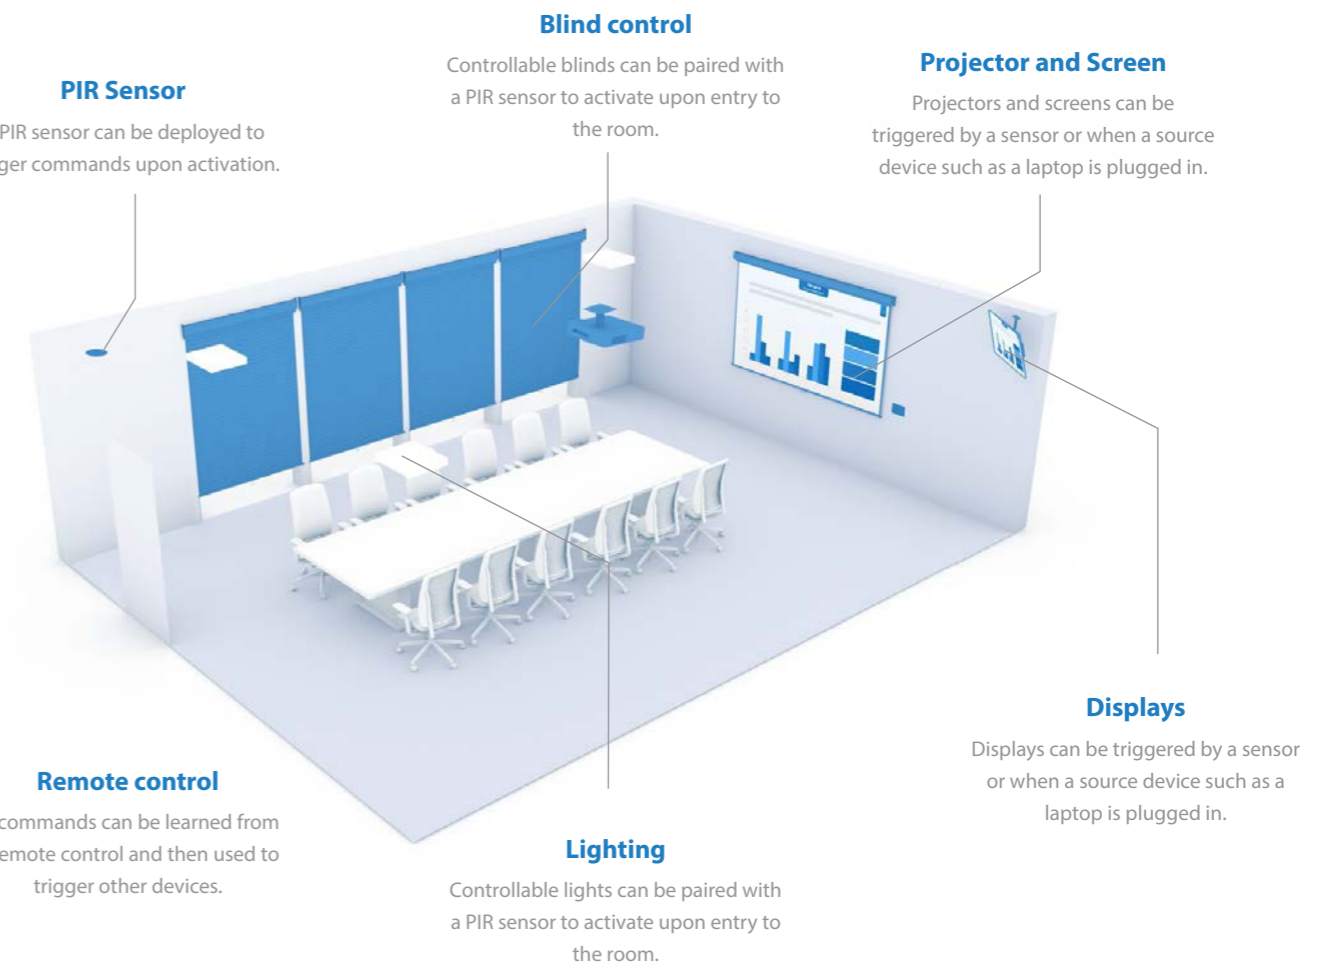 Blind control
Controllable blinds can be paired with
a PIR sensor to activate upon entry to
the room.
Projector and Screen
Projectors and screens can be
triggered by a sensor or when a source
device such as a laptop is plugged in.
PIR Sensor
PIR sensor can be deployed to
ger commands upon activation.
Displays
Displays can be triggered by a sensor
or when a source device such as a
laptop is plugged in.
Remote control
commands can be learned from
emote control and then used to
trigger other devices.
Lighting
Controllable lights can be paired with
a PIR sensor to activate upon entry to
the room.